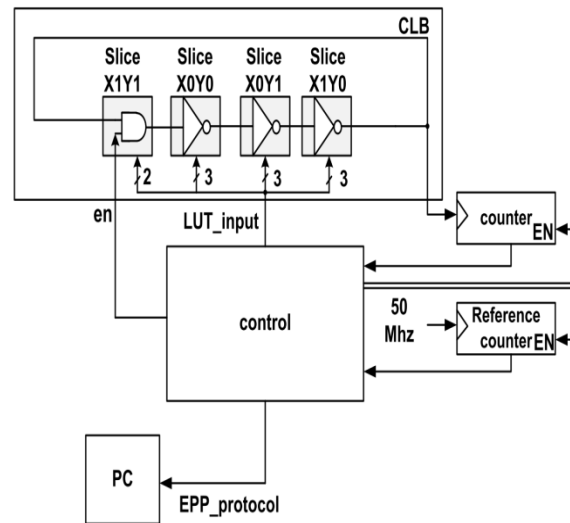 CLB
Slice Slice Slice Slice
X1Y1 X0Y0 X0Y1 X1Y0
2 3 3 3
en
LUT_input
counter
EN
control
50
Mhz
Reference
counter EN
PC
EPP_protocol